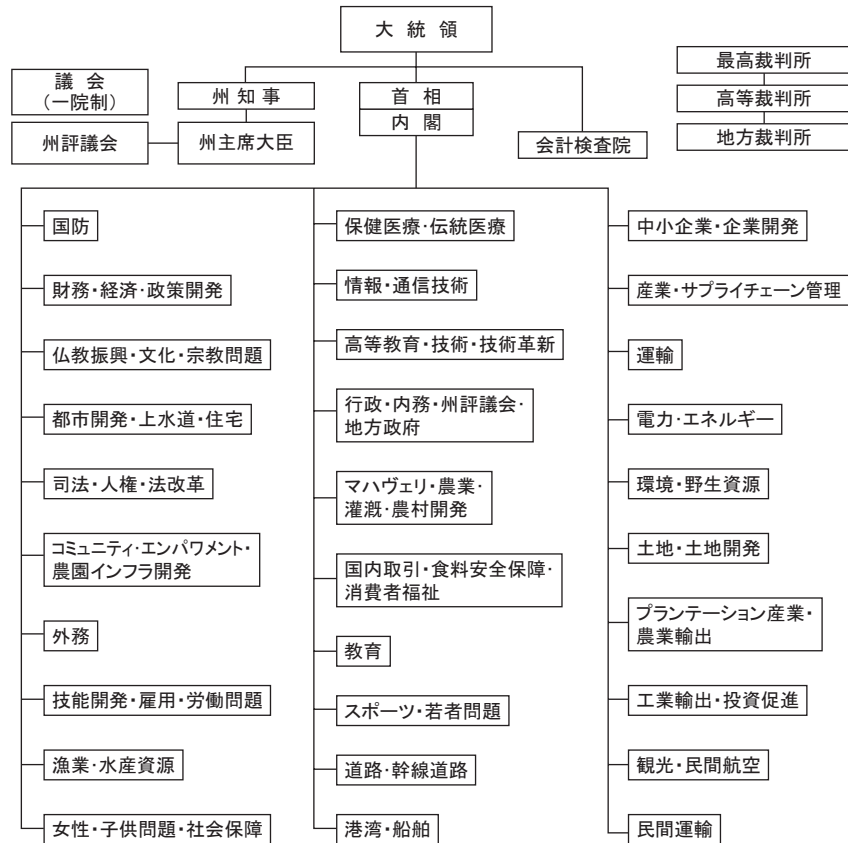 大統領
議会
(一院制)
州知事
首相
内閣
会計検査院
州評議会
州主席大臣
最高裁判所
高等裁判所
地方裁判所
国防
財務・経済・政策開発
仏教振興・文化・宗教問題
都市開発・上水道・住宅
司法・人権・法改革
コミュニティ・エンパワメント・
農園インフラ開発
外務
技能開発・雇用・労働問題
漁業・水産資源
女性・子供問題・社会保障
保健医療・伝統医療
情報・通信技術
高等教育・技術・技術革新
行政・内務・州評議会・
地方政府
マハヴェリ・農業・
灌漑・農村開発
国内取引・食料安全保障・
消費者福祉
教育
スポーツ・若者問題
道路・幹線道路
港湾・船舶
中小企業・企業開発
産業・サプライチェーン管理
運輸
電力・エネルギー
環境・野生資源
土地・土地開発
プランテーション産業・
農業輸出
工業輸出・投資促進
観光・民間航空
民間運輸